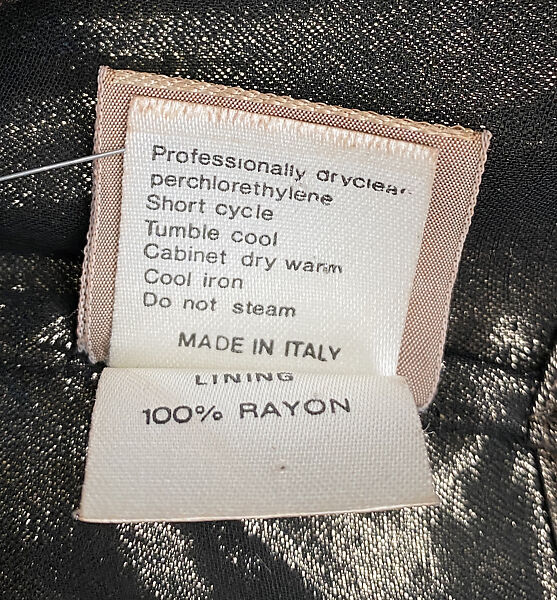 Professionally dryclean
perchlorethylene
Short cycle
Tumble cool
Cabinet dry warm
Cool iron
Do not steam
MADE IN ITALY
LINING
100% RAYON